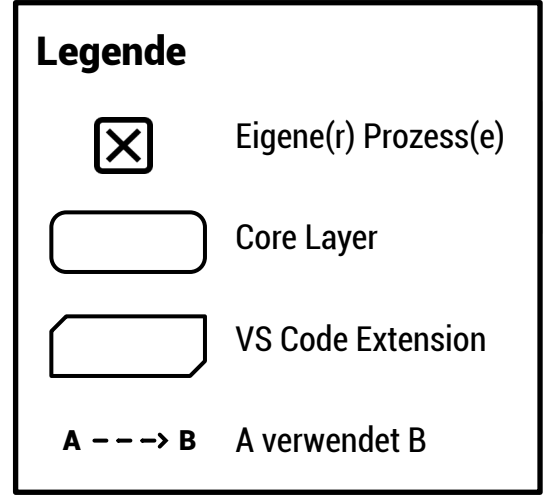 Legende
Eigene(r) Prozess(e)
Core Layer
VS Code Extension
A ---> B A verwendet B